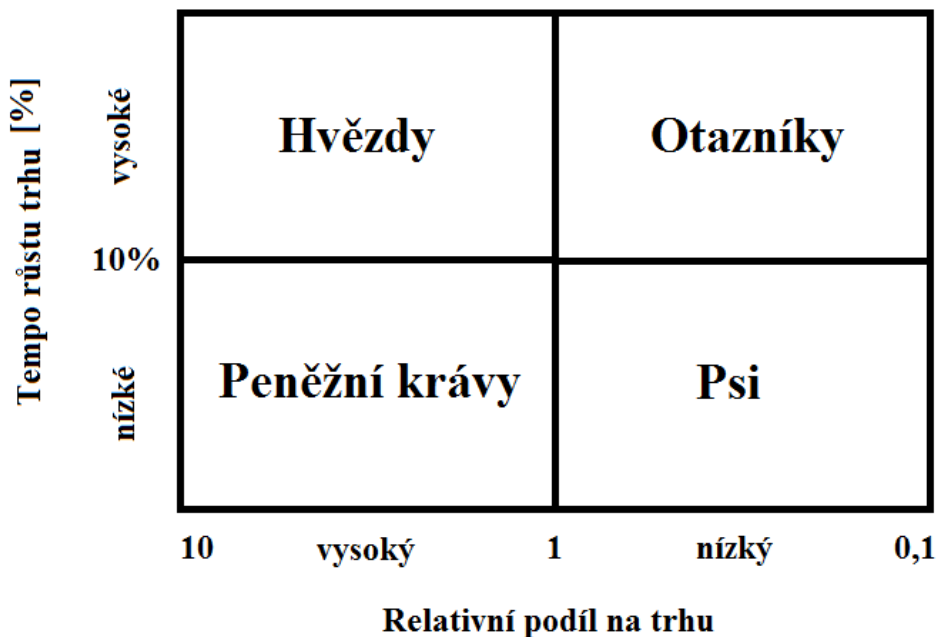 Tempo růstu trhu [%]
vysoké
Hvězdy
Otazníky
10%
nízké
Peněžní krávy
Psi
10
vysoký
1
nízký
0,1
Relativní podíl na trhu